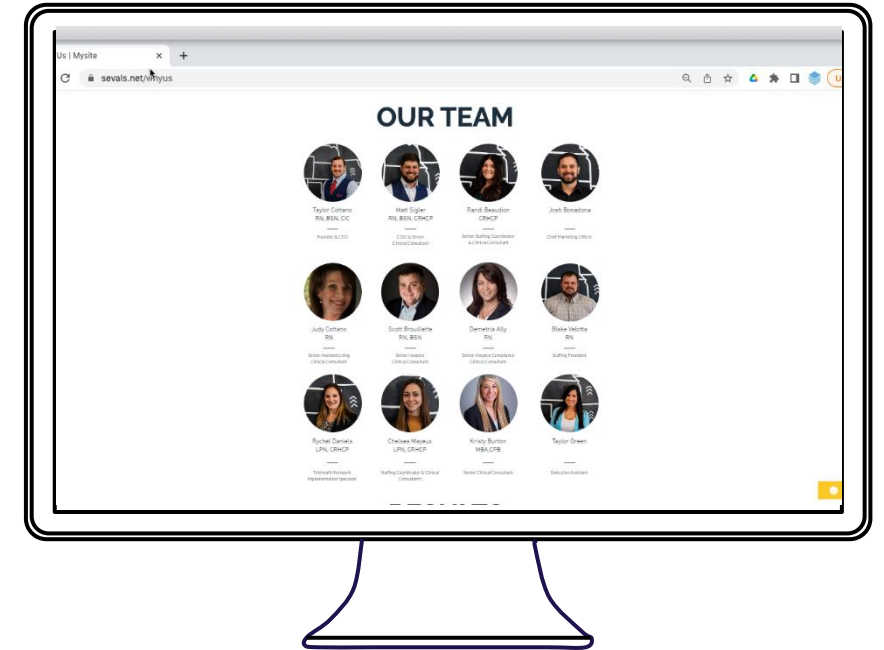 Us | Mysite
sevals.net/whyus
OUR TEAM
Taylor Cottano
RN, BSN, CIC
Founder & CEO
Matt Sigler
RN, BSN, CRHCP
COO & Senior
Clinical Consultant
Randi Beaudion
CRHCP
Senior Staffing Coordinator
& Clinical Consultant
Josh Bonadona
Chief Marketing Officer
Judy Cottano
RN
Clinical Consultant
Scott Brouillette
RN, BSN
Senior Hospice
Clinical Consultant
Demetria Ally
RN
Senior Hospice Compliance
Clinical Consultant
Blake Velotte
RN
Staffing President
Rychel Daniels
LPN, CRHCP
Telehealth Network
Implementation Specialist
Chelsea Mayeux
LPN, CRHCP
Staffing Coordinator & Clinical
Consultant
Kristy Burton
MBA,CPB
Senior Clinical Consultant
Taylor Green
Executive Assistant